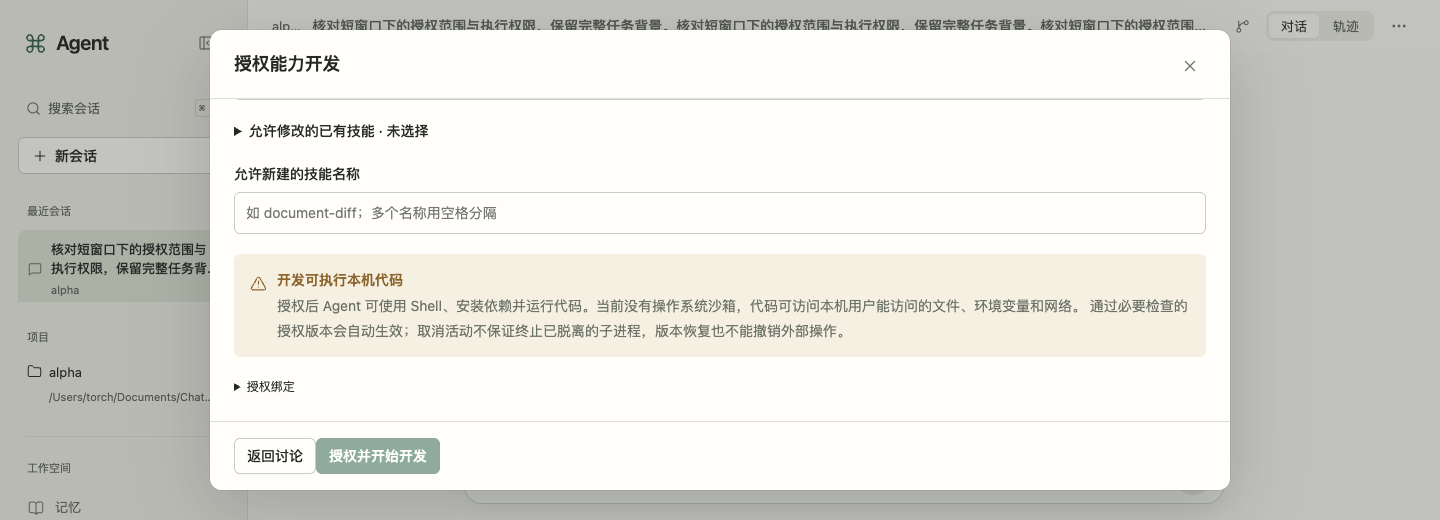 Agent
搜索会话
⌘
新会话
最近会话
核对短窗口下的授权范围与
执行权限，保留完整任务背…
alpha
项目
alpha
/Users/torch/Documents/Chat...
工作空间
记忆
alp... 核对短窗口下的授权范围与执行权限，保留完整任务背景。核对短窗口下的授权范围与执行权限，保留完整任务背景。核对短窗口下的授权范围...
对话 轨迹
授权能力开发
允许修改的已有技能 · 未选择
允许新建的技能名称
如 document-diff；多个名称用空格分隔
开发可执行本机代码
授权后 Agent 可使用 Shell、安装依赖并运行代码。当前没有操作系统沙箱，代码可访问本机用户能访问的文件、环境变量和网络。 通过必要检查的
授权版本会自动生效；取消活动不保证终止已脱离的子进程，版本恢复也不能撤销外部操作。
授权绑定
返回讨论 授权并开始开发